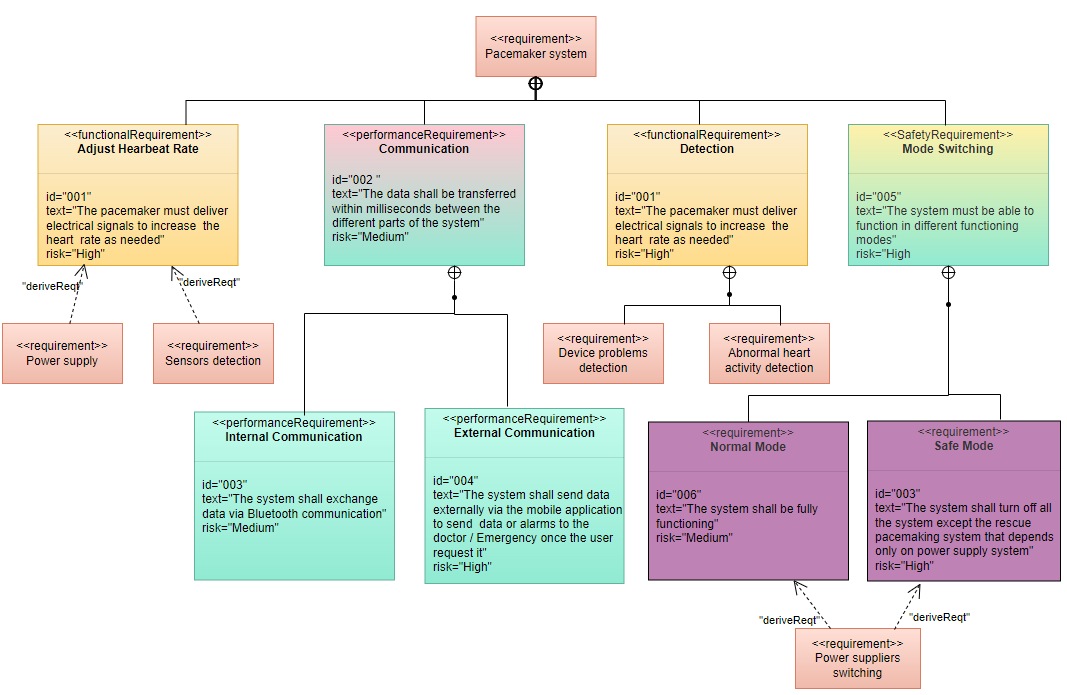 <<requirement>>
Pacemaker system
<<functionalRequirement>>
Adjust Hearbeat Rate
id="001"
text="The pacemaker must deliver
electrical signals to increase  the
heart  rate as needed"
risk="High"
<<performanceRequirement>>
Communication
id="002 "
text="The data shall be transferred
within milliseconds between the
different parts of the system"
risk="Medium"
<<functionalRequirement>>
Detection
id="001"
text="The pacemaker must deliver
electrical signals to increase  the
heart  rate as needed"
risk="High"
<<SafetyRequirement>>
Mode Switching
id="005"
text="The system must be able to
function in different functioning
modes"
risk="High
"deriveReqt"
"deriveReqt"
<<requirement>>
Power supply
<<requirement>>
Sensors detection
<<requirement>>
Device problems
detection
<<requirement>>
Abnormal heart
activity detection
<<performanceRequirement>>
Internal Communication
id="003"
text="The system shall exchange
data via Bluetooth communication"
risk="Medium"
<<performanceRequirement>>
External Communication
id="004"
text="The system shall send data
externally via the mobile application
to send  data or alarms to the
doctor / Emergency once the user
request it"
risk="High"
<<requirement>>
Normal Mode
id="006"
text="The system shall be fully
functioning"
risk="Medium"
<<requirement>>
Safe Mode
id="003"
text="The system shall turn off all
the system except the rescue
pacemaking system that depends
only on power supply system"
risk="High"
"deriveReqt"
"deriveReqt"
<<requirement>>
Power suppliers
switching